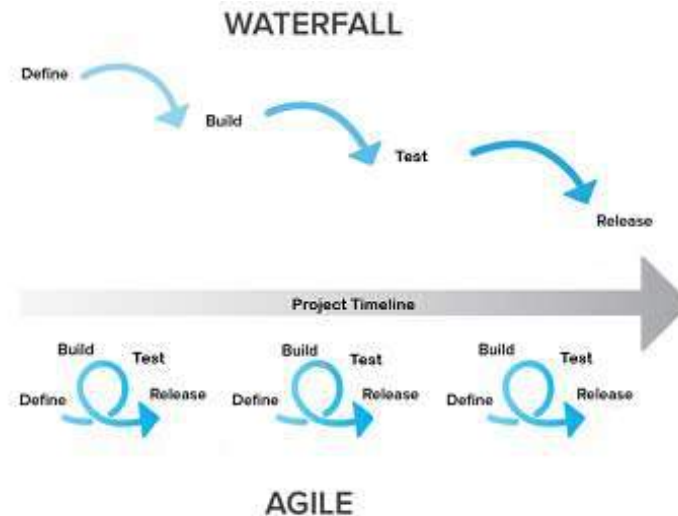 WATERFALL
Define
Build
Test
Release
Project Timeline
Build
Test
Define
Release
Build
Test
Define
Release
Build
Test
Define
Release
AGILE